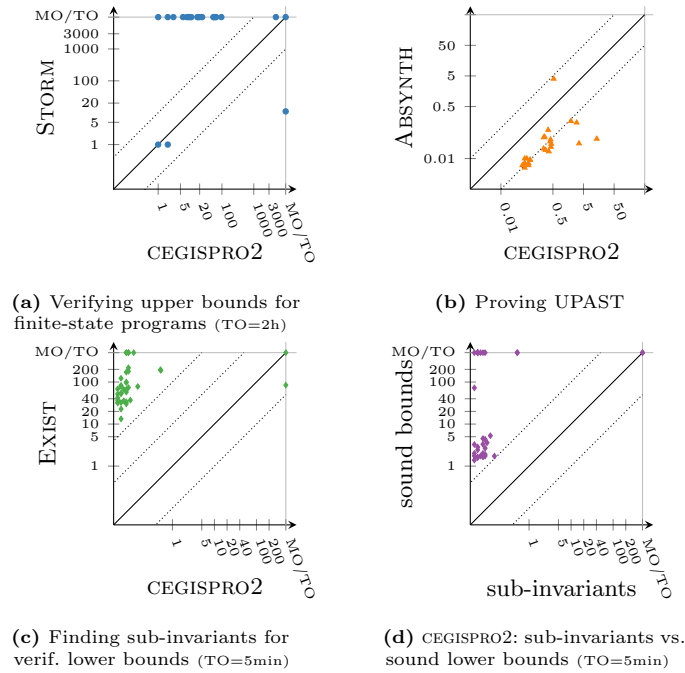 MO/TO
3000
1000
100
20
5
1
STORM
1 5 20 100 1000 3000 MO/TO
CEGISPRO2
(a) Verifying upper bounds for
finite-state programs (TO=2h)
50
5
0.5
0.01
ABSYNTH
0.01 0.5 5 50
CEGISPRO2
(b) Proving UPAST
MO/TO
200
100
40
20
10
5
1
EXIST
1 5 10 20 40 100 200 MO/TO
CEGISPRO2
(c) Finding sub-invariants for
verif. lower bounds (TO=5min)
MO/TO
200
100
40
20
10
5
1
sound bounds
1 5 10 20 40 100 200 MO/TO
sub-invariants
(d) CEGISPRO2: sub-invariants vs.
sound lower bounds (TO=5min)